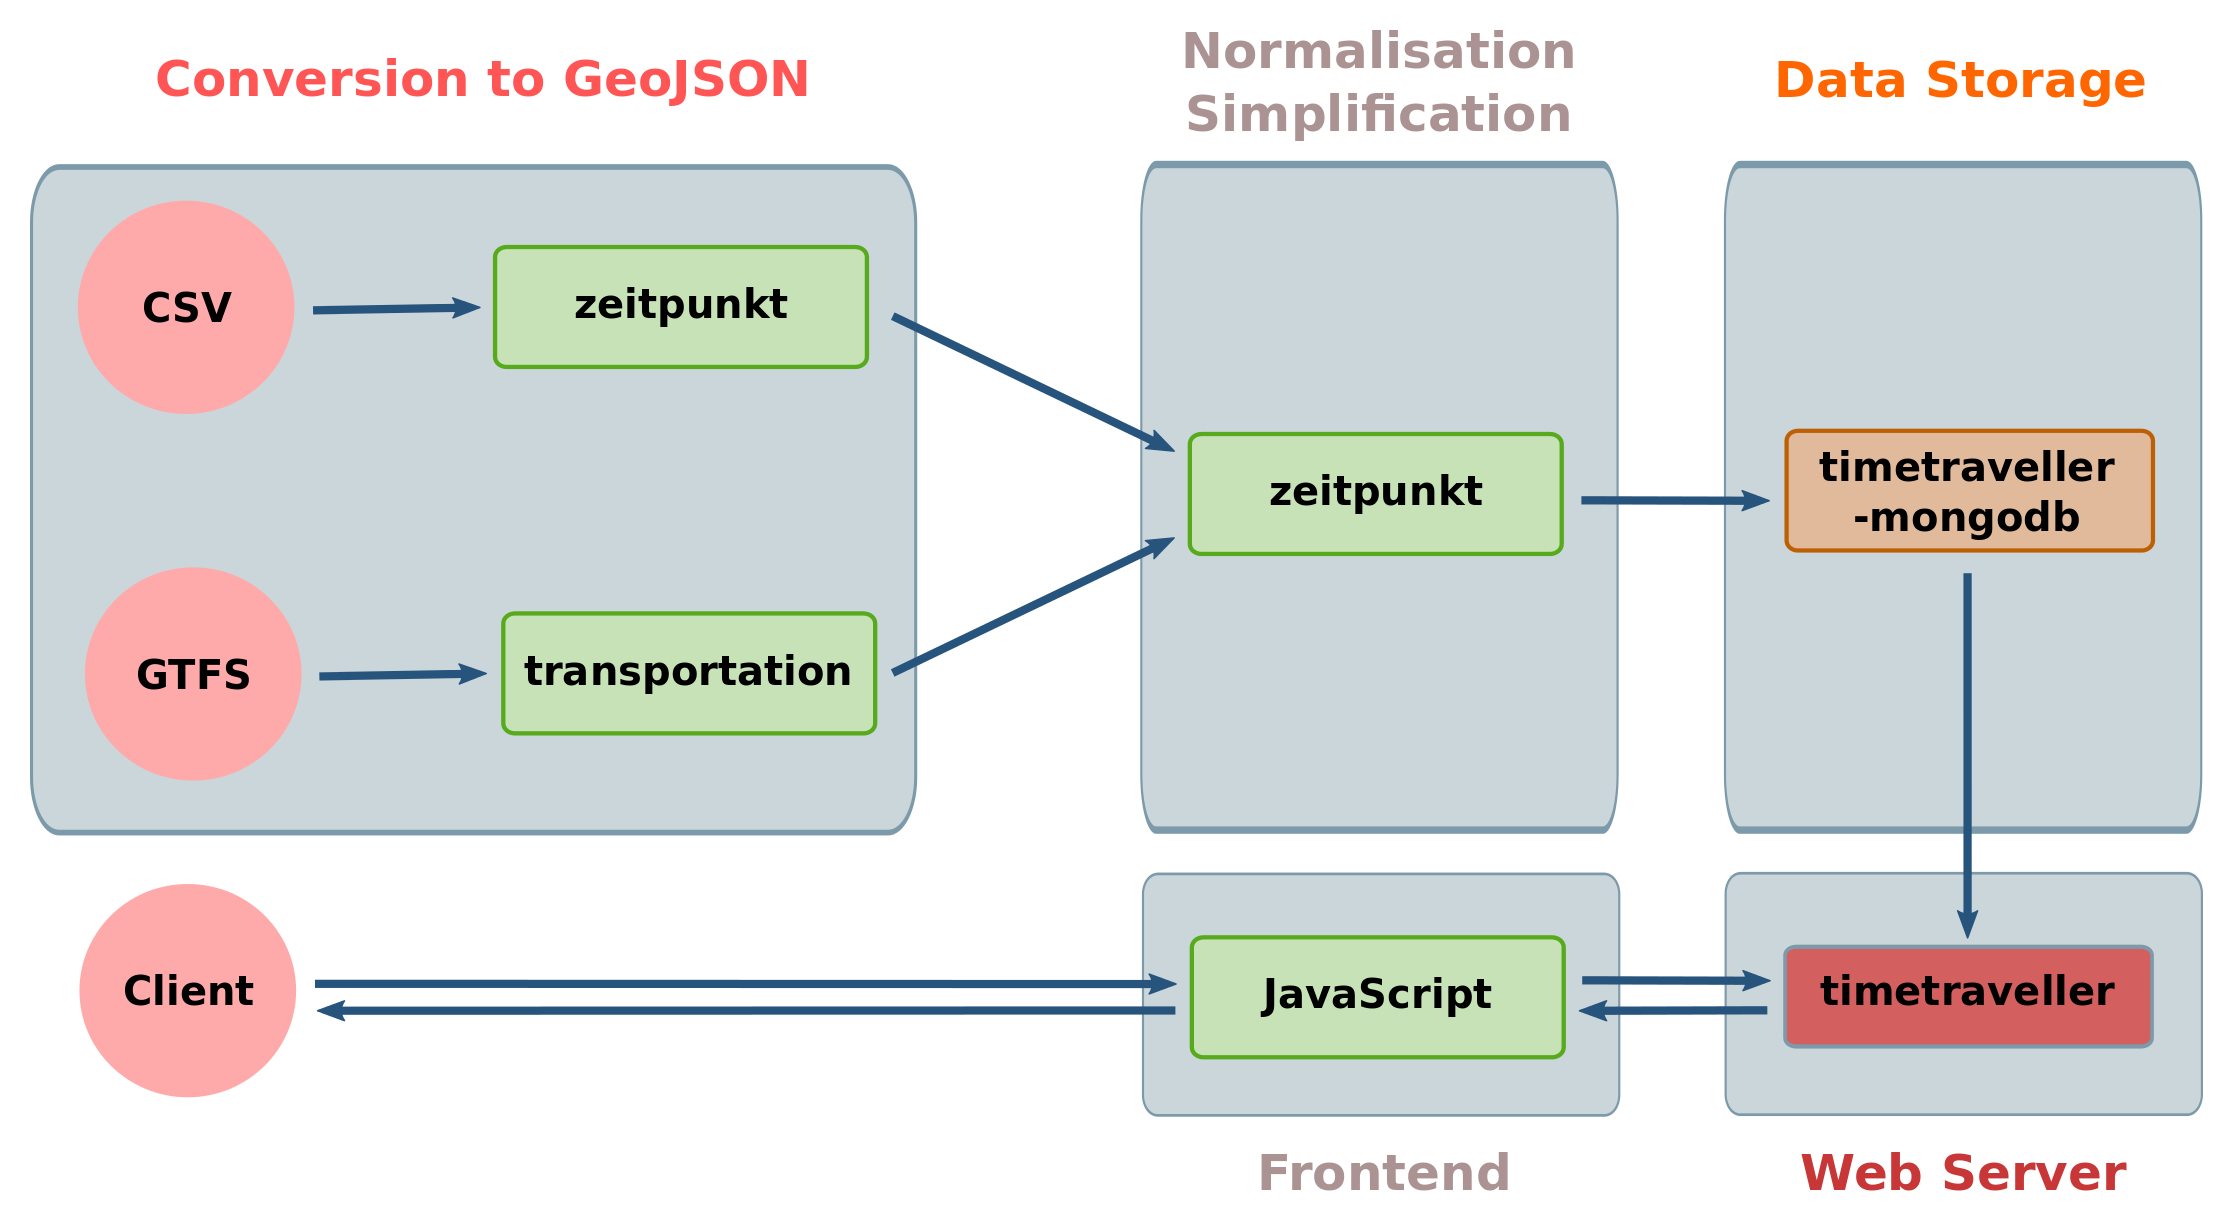 Conversion to GeoJSON
Normalisation
Simplification
Data Storage
CSV
zeitpunkt
zeitpunkt
timetraveller
-mongodb
GTFS
transportation
Client
JavaScript
timetraveller
Frontend
Web Server